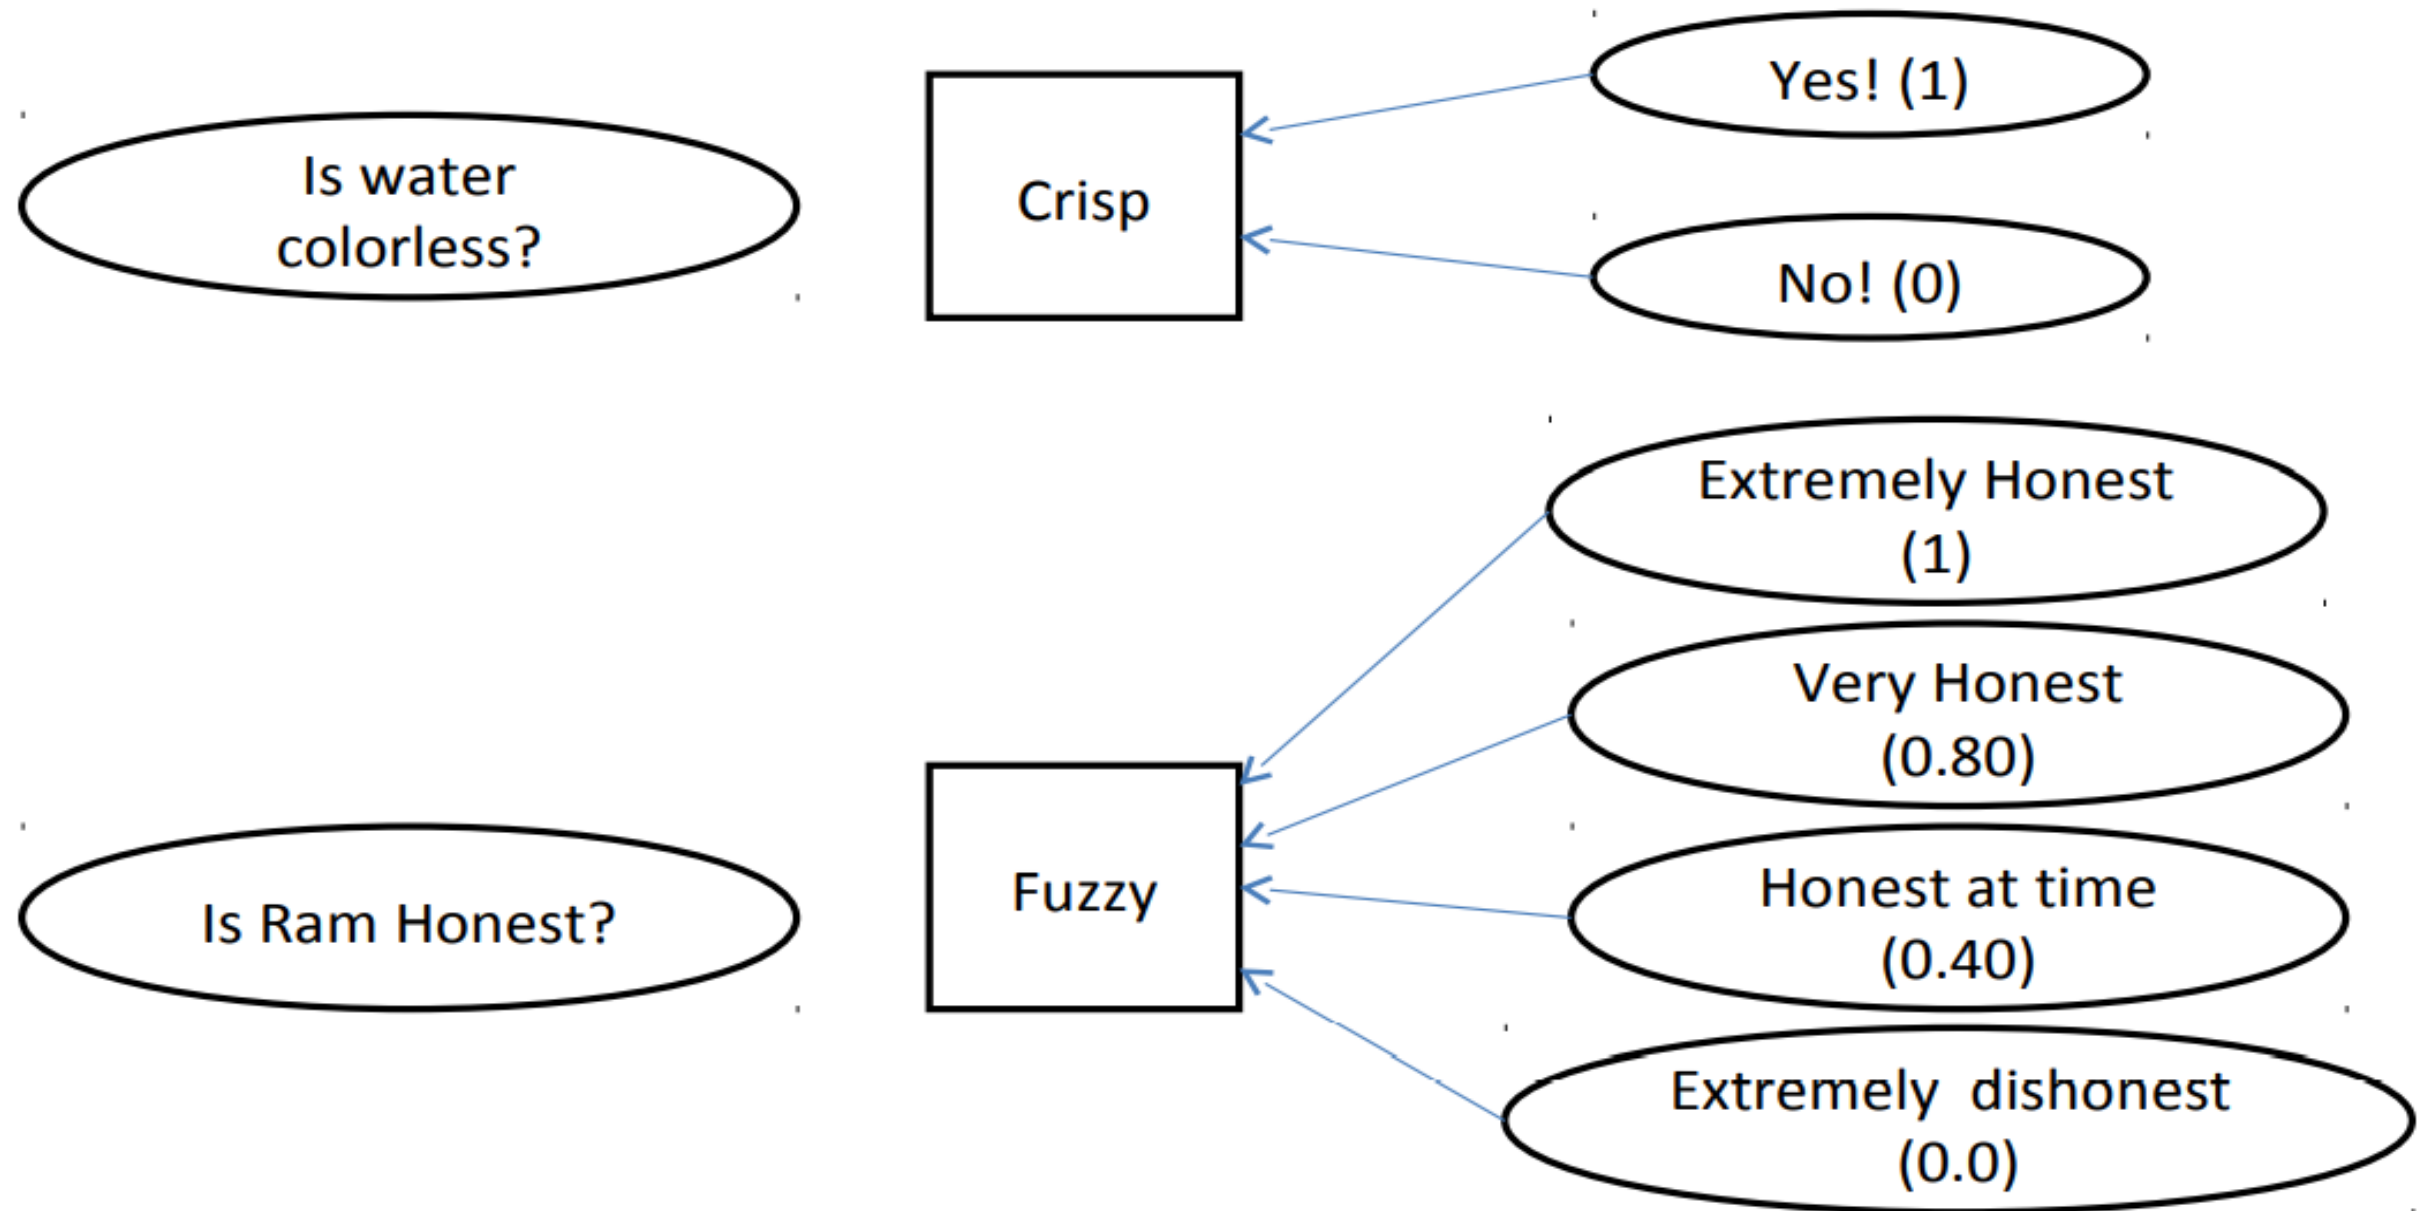 Is water
colorless?
Crisp
Yes! (1)
No! (0)
Is Ram Honest?
Fuzzy
Extremely Honest
(1)
Very Honest
(0.80)
Honest at time
(0.40)
Extremely dishonest
(0.0)